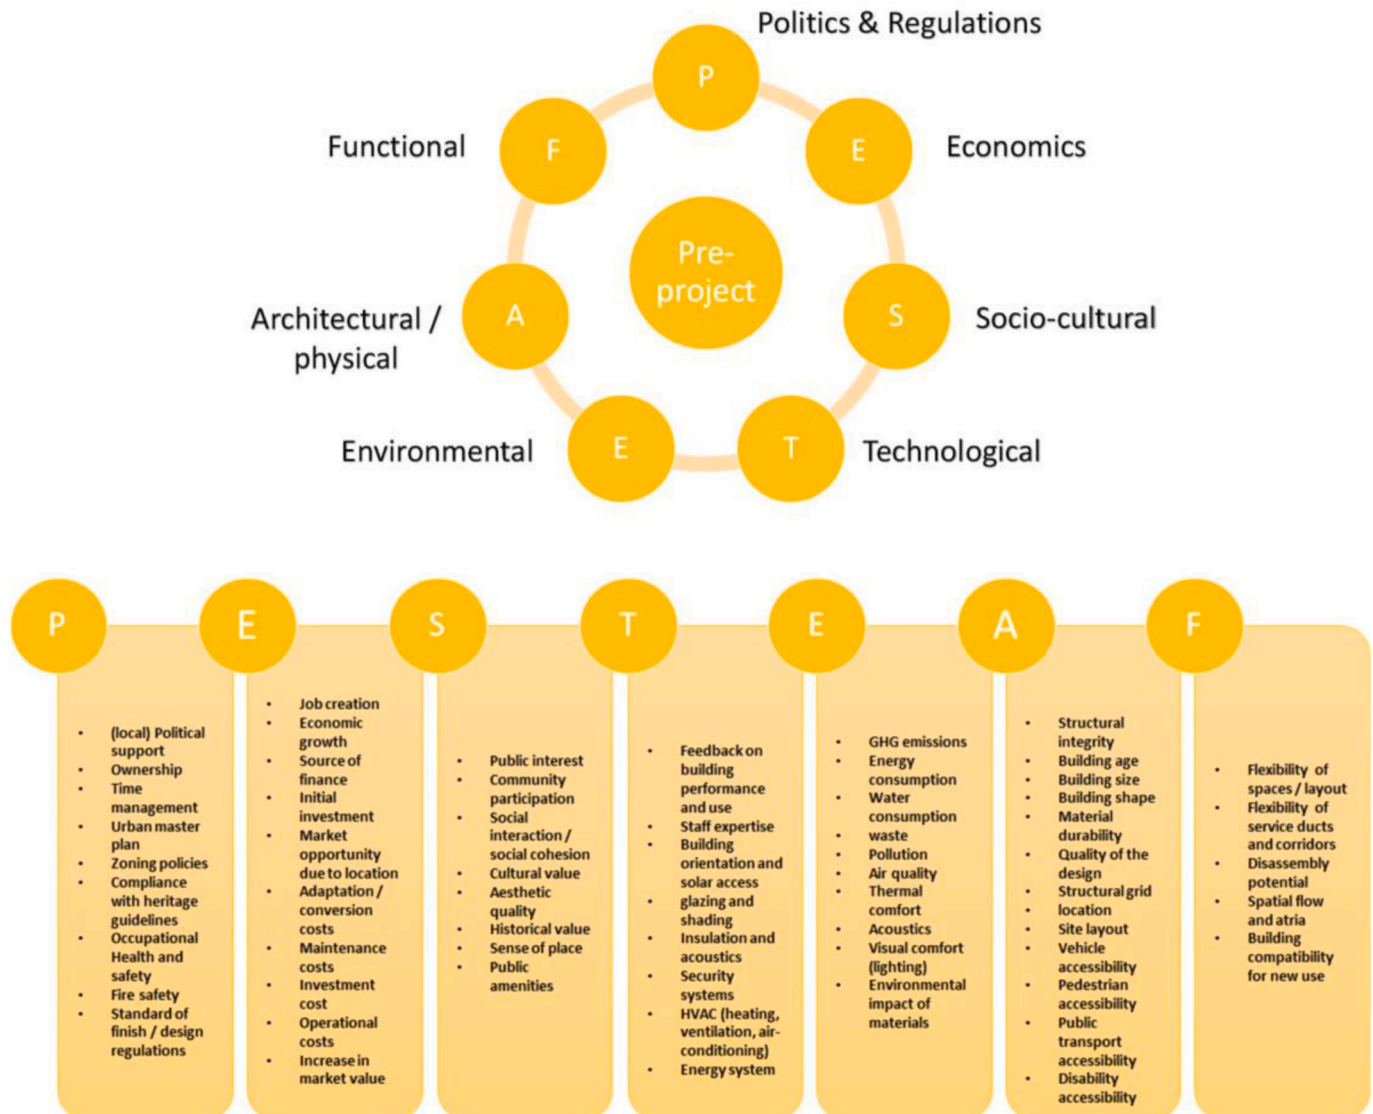 Politics & Regulations
P
Functional
F
E
Economics
Pre-
project
Architectural /
physical
A
S
Socio-cultural
Environmental
E
T
Technological
P
E
S
T
E
A
F
• (local) Political
support
• Ownership
• Time
management
• Urban master
plan
• Zoning policies
• Compliance
with heritage
guidelines
• Occupational
Health and
safety
• Fire safety
• Standard of
finish / design
regulations
• Job creation
• Economic
growth
• Source of
finance
• Initial
investment
• Market
opportunity
due to location
• Adaptation /
conversion
costs
• Maintenance
costs
• Investment
cost
• Operational
costs
• Increase in
market value
• Public interest
• Community
participation
• Social
interaction /
social cohesion
• Cultural value
• Aesthetic
quality
• Historical value
• Sense of place
• Public
amenities
• Feedback on
building
performance
and use
• Staff expertise
• Building
orientation and
solar access
• glazing and
shading
• Insulation and
acoustics
• Security
systems
• HVAC (heating,
ventilation, air-
conditioning)
• Energy system
• GHG emissions
• Energy
consumption
• Water
consumption
• waste
• Pollution
• Air quality
• Thermal
comfort
• Acoustics
• Visual comfort
(lighting)
• Environmental
impact of
materials
• Structural
integrity
• Building age
• Building size
• Building shape
• Material
durability
• Quality of the
design
• Structural grid
• location
• Site layout
• Vehicle
accessibility
• Pedestrian
accessibility
• Public
transport
accessibility
• Disability
accessibility
• Flexibility of
spaces / layout
• Flexibility of
service ducts
and corridors
• Disassembly
potential
• Spatial flow
and atria
• Building
compatibility
for new use